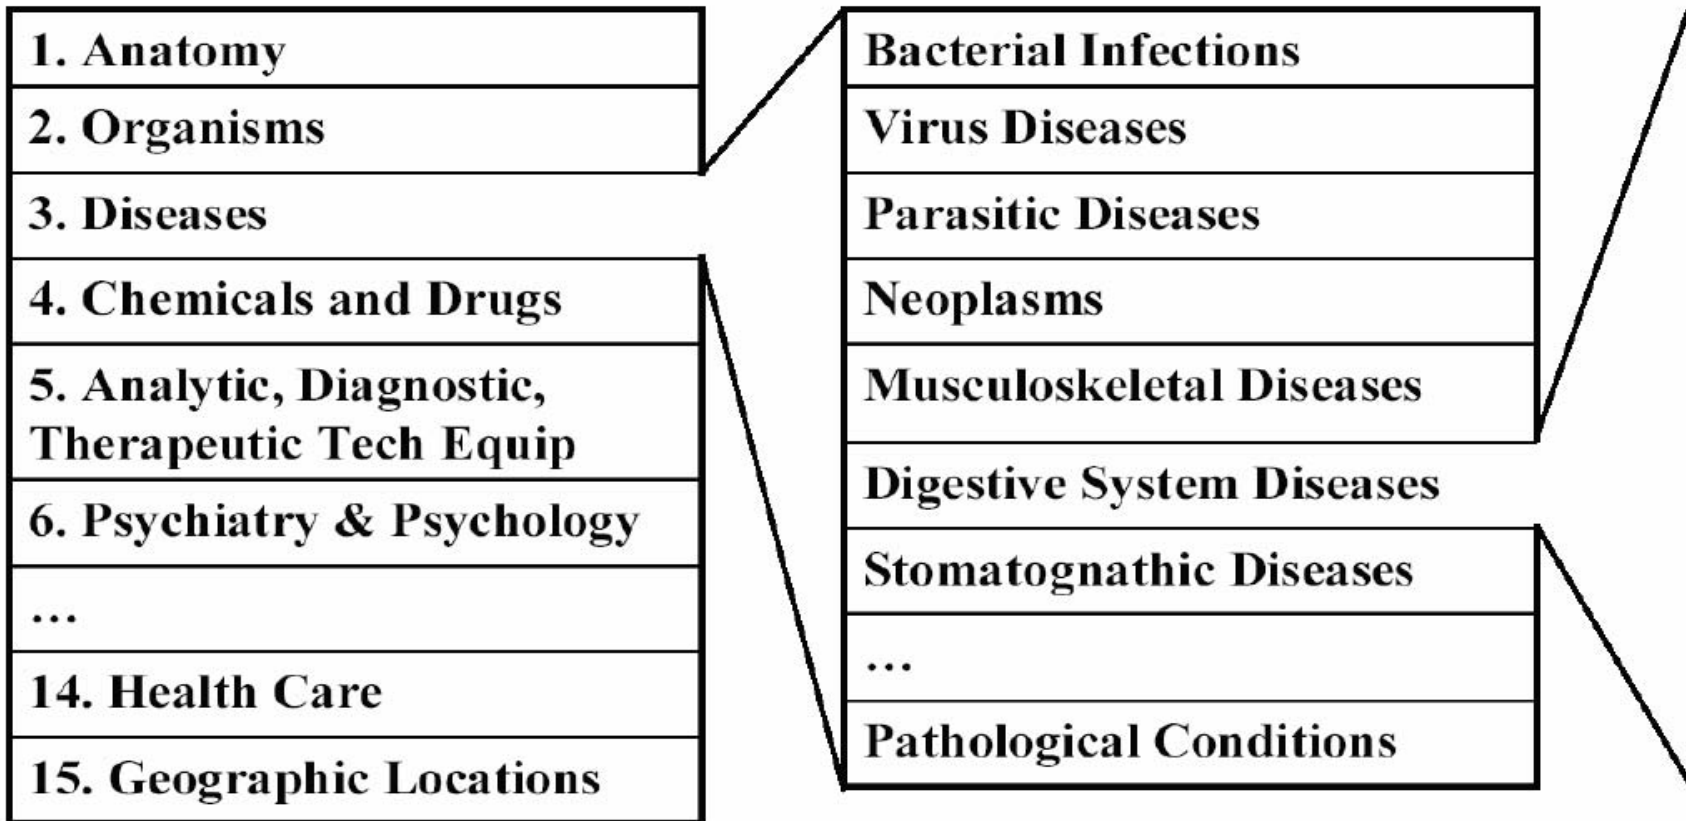 1. Anatomy
2. Organisms
3. Diseases
4. Chemicals and Drugs
5. Analytic, Diagnostic,
Therapeutic Tech Equip
6. Psychiatry & Psychology
…
14. Health Care
15. Geographic Locations
Bacterial Infections
Virus Diseases
Parasitic Diseases
Neoplasms
Musculoskeletal Diseases
Digestive System Diseases
Stomatognathic Diseases
…
Pathological Conditions